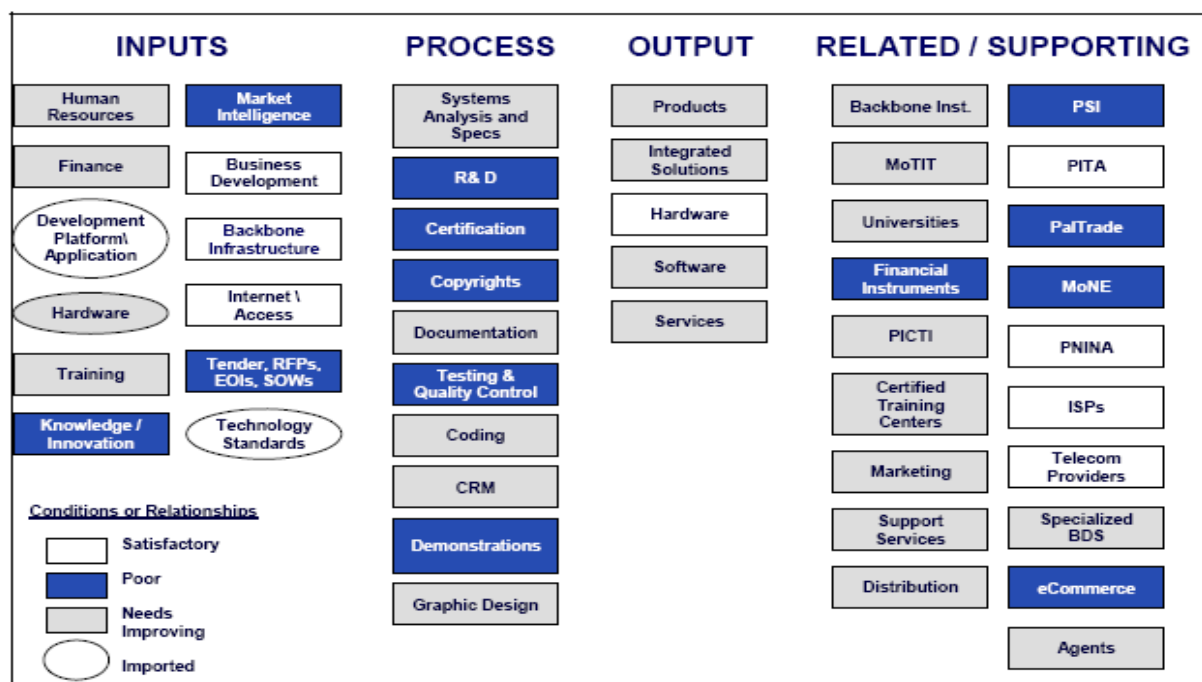 INPUTS
PROCESS
OUTPUT
RELATED / SUPPORTING
Human
Resources
Finance
Development
Platform\
Application
Hardware
Training
Knowledge /
Innovation
Market
Intelligence
Business
Development
Backbone
Infrastructure
Internet \
Access
Tender, RFPs,
EOIs, SOWs
Technology
Standards
Systems
Analysis and
Specs
R& D
Certification
Copyrights
Documentation
Testing &
Quality Control
Coding
CRM
Demonstrations
Graphic Design
Products
Integrated
Solutions
Hardware
Software
Services
Backbone Inst.
MoTIT
Universities
Financial
Instruments
PICTI
Certified
Training
Centers
Marketing
Support
Services
Distribution
PSI
PITA
PalTrade
MoNE
PNINA
ISPs
Telecom
Providers
Specialized
BDS
eCommerce
Agents
Conditions or Relationships
Satisfactory
Poor
Needs
Improving
Imported